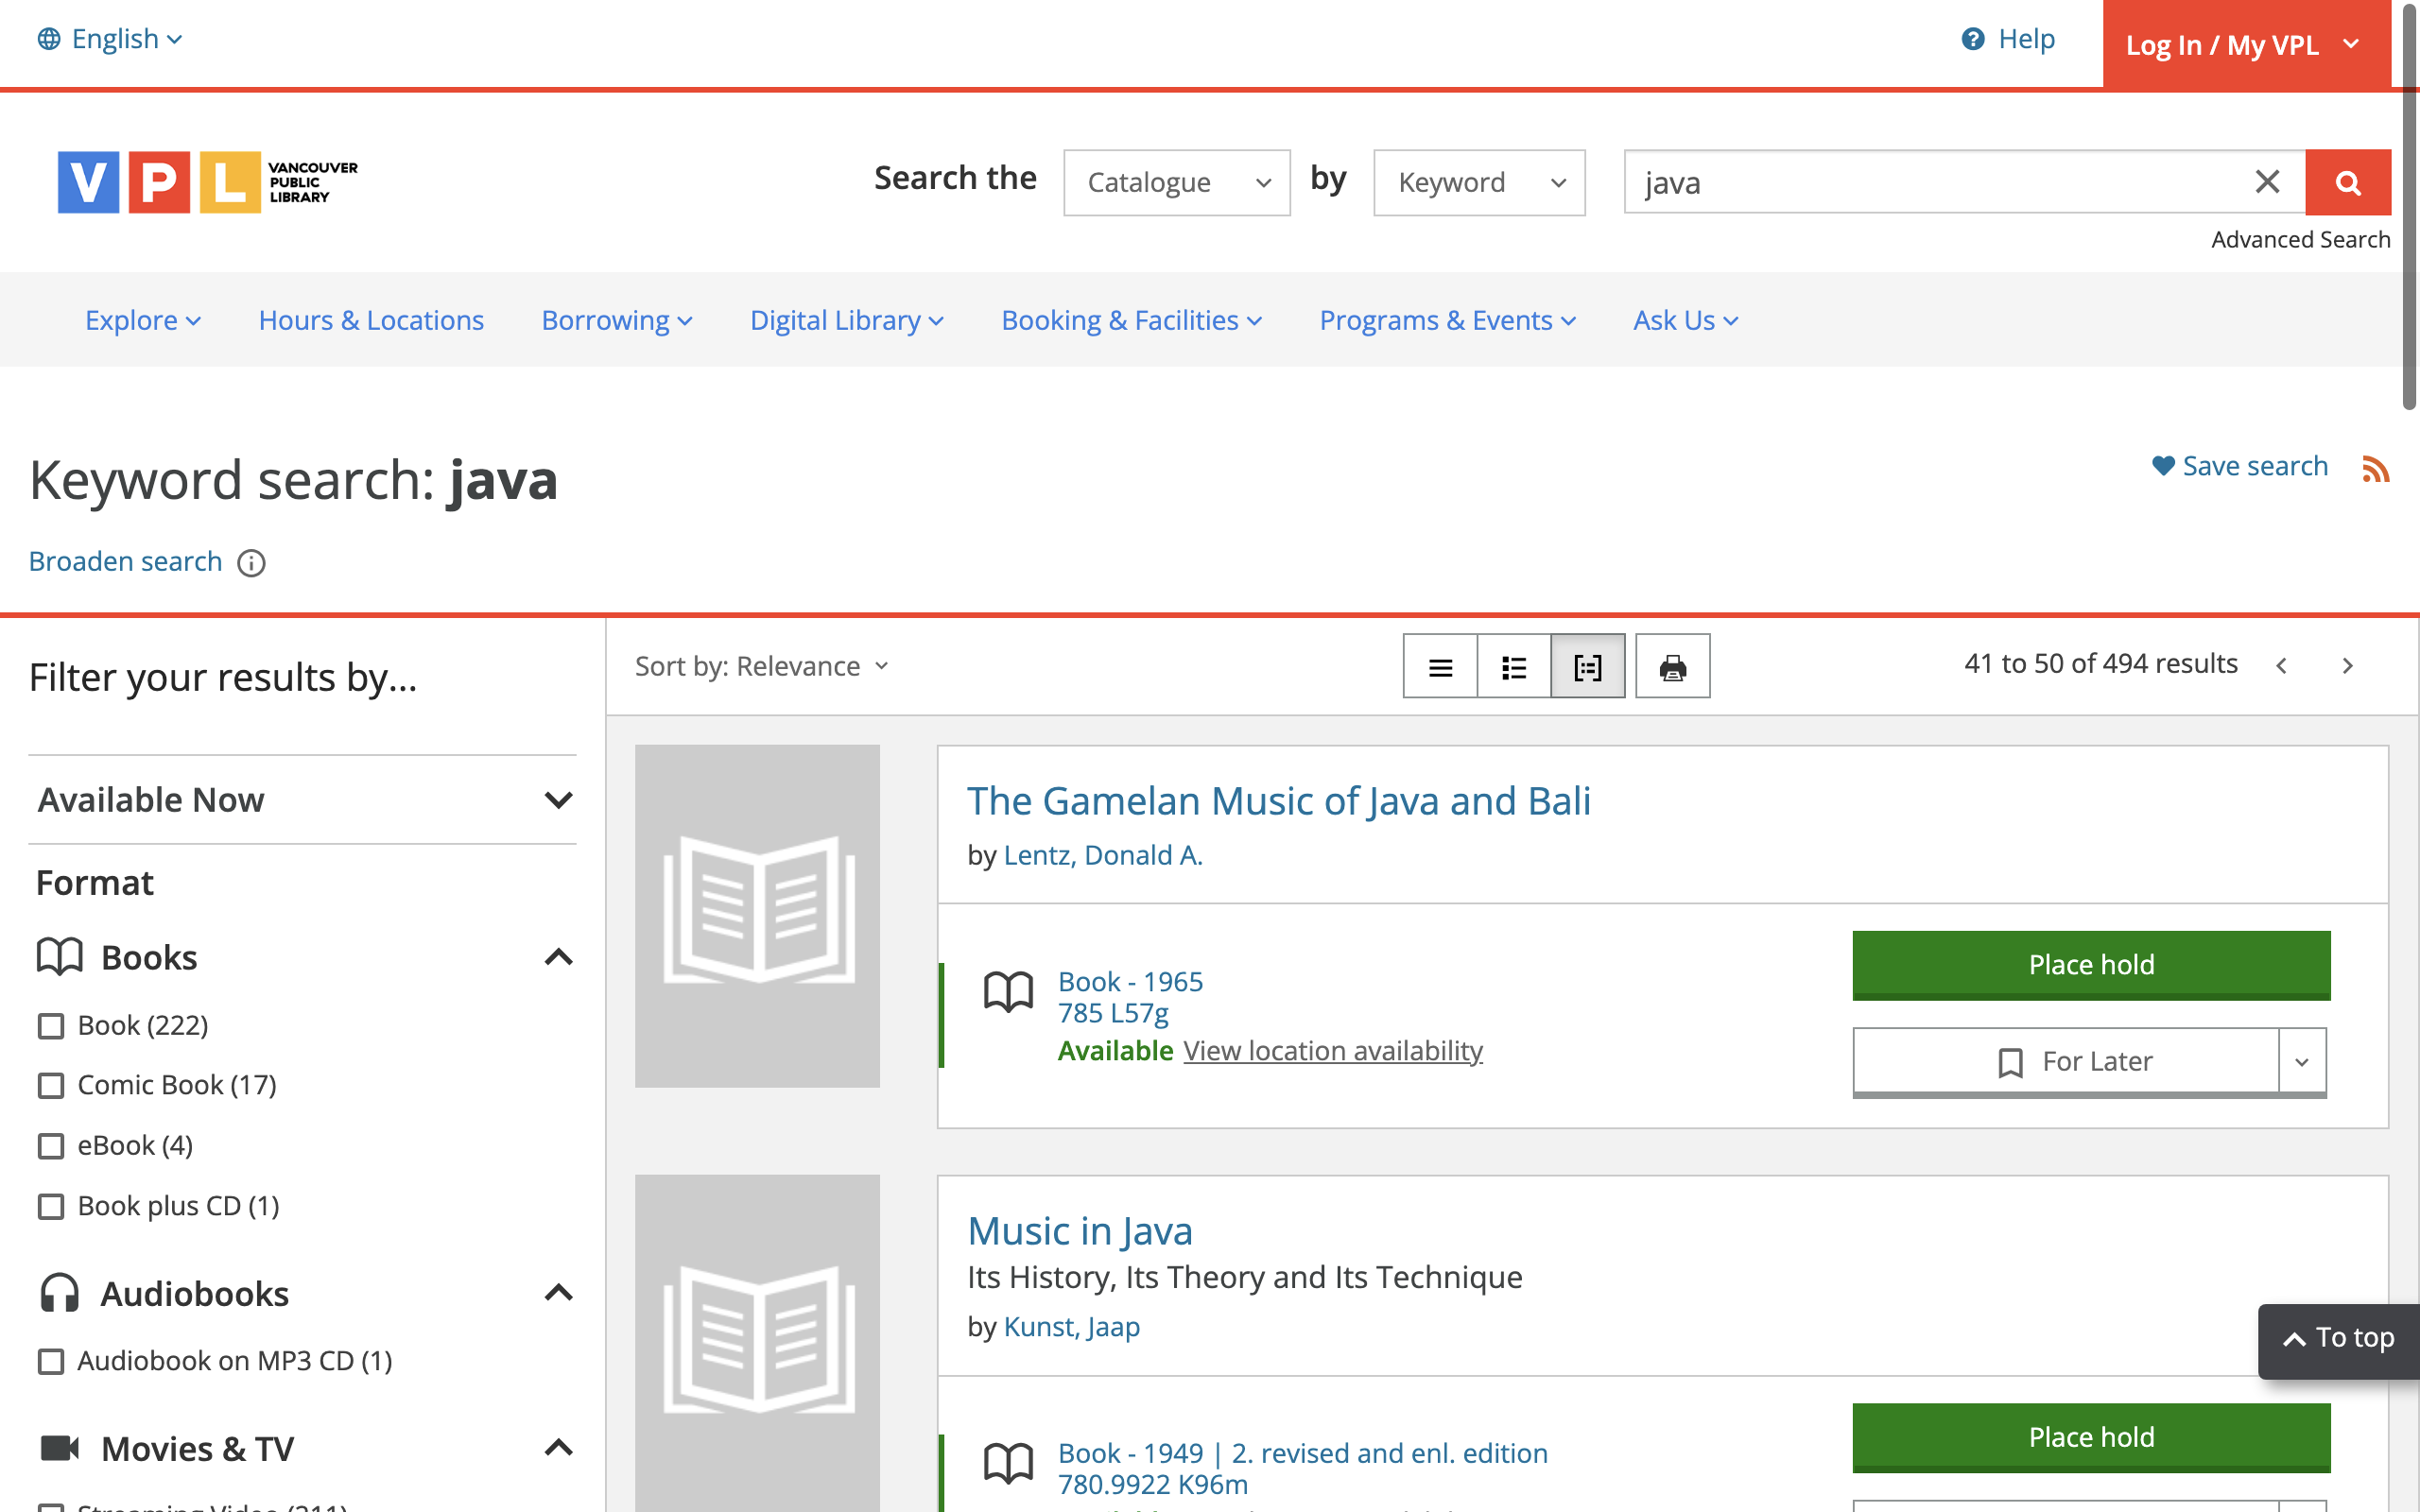 English
Help
Log In / My VPL
V P L VANCOUVER
PUBLIC
LIBRARY
Search the Catalogue by Keyword java
Advanced Search
Explore Hours & Locations Borrowing Digital Library Booking & Facilities Programs & Events Ask Us
Keyword search: java
Save search
Broaden search
Filter your results by...
Available Now
Format
Books
Book (222)
Comic Book (17)
eBook (4)
Book plus CD (1)
Audiobooks
Audiobook on MP3 CD (1)
Movies & TV
Streaming Video (211)
Sort by: Relevance
41 to 50 of 494 results
The Gamelan Music of Java and Bali
by Lentz, Donald A.
Book - 1965
785 L57g
Available View location availability
Place hold
For Later
Music in Java
Its History, Its Theory and Its Technique
by Kunst, Jaap
Book - 1949 | 2. revised and enl. edition
780.9922 K96m
Place hold
To top